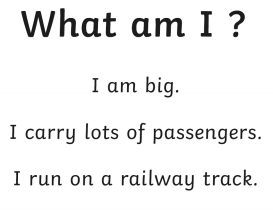 What am I ?
I am big.
I carry lots of passengers.
I run on a railway track.